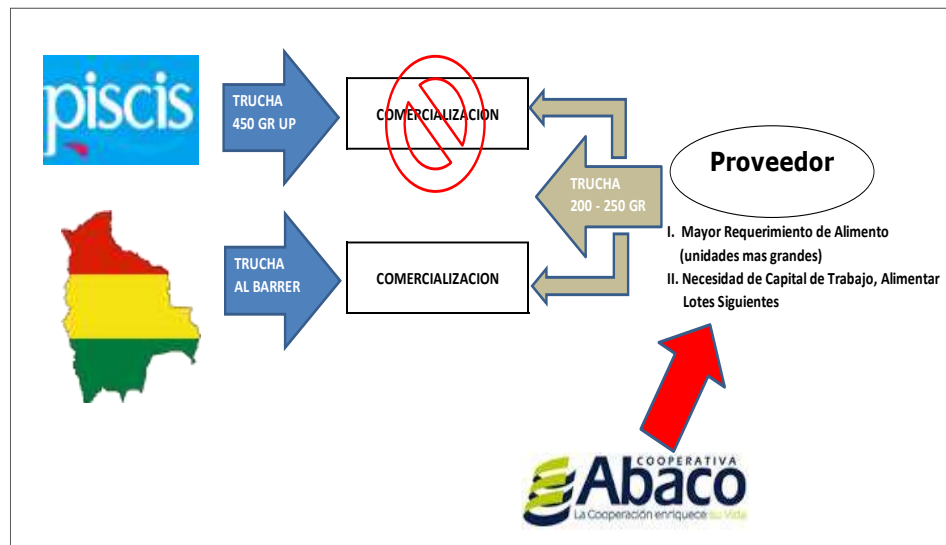 piscis
TRUCHA
450 GR UP
COMERCIALIZACION
TRUCHA
200 - 250 GR
Proveedor
I. Mayor Requerimiento de Alimento
(unidades mas grandes)
II. Necesidad de Capital de Trabajo, Alimentar
Lotes Siguientes
TRUCHA
AL BARRER
COMERCIALIZACION
COOPERATIVA
Abaco
La Cooperación enriquece su Vida